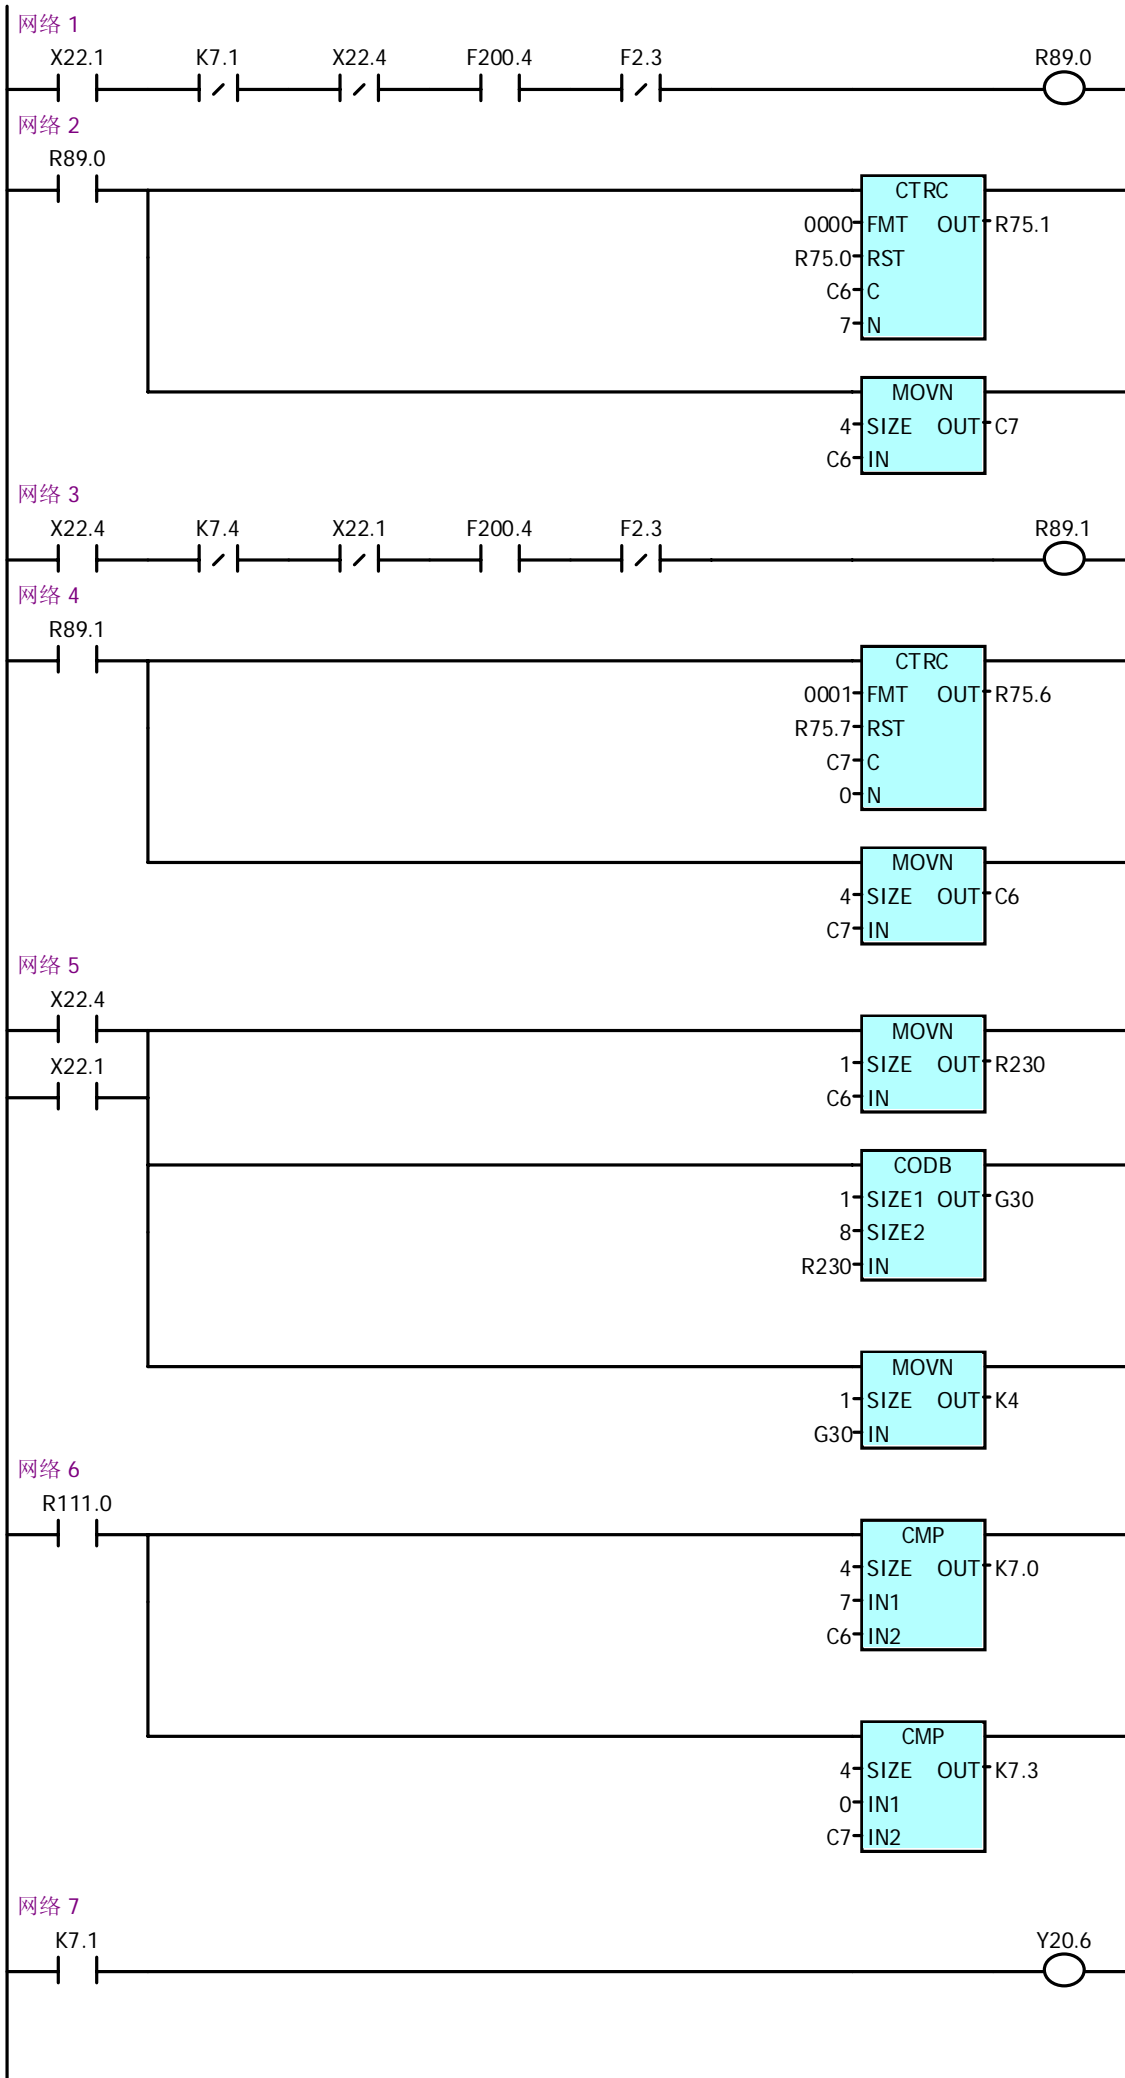 网络 1
X22.1 K7.1 X22.4 F200.4 F2.3 R89.0
网络 2
R89.0
CTRC
0000 FMT OUT R75.1
R75.0 RST
C6 C
7 N
MOVN
4 SIZE OUT C7
C6 IN
网络 3
X22.4 K7.4 X22.1 F200.4 F2.3 R89.1
网络 4
R89.1
CTRC
0001 FMT OUT R75.6
R75.7 RST
C7 C
0 N
MOVN
4 SIZE OUT C6
C7 IN
网络 5
X22.4
MOVN
X22.1
1 SIZE OUT R230
C6 IN
CODB
1 SIZE1 OUT G30
8 SIZE2
R230 IN
MOVN
1 SIZE OUT K4
G30 IN
网络 6
R111.0
CMP
4 SIZE OUT K7.0
7 IN1
C6 IN2
CMP
4 SIZE OUT K7.3
0 IN1
C7 IN2
网络 7
K7.1 Y20.6